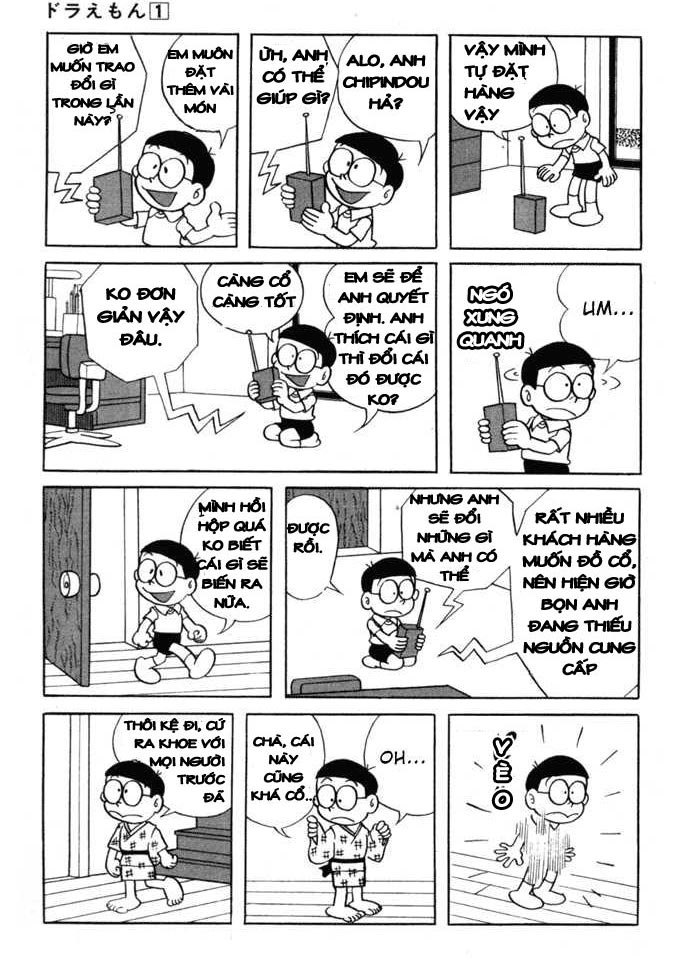 ドラえもん 1
VẬY MÌNH
TỰ ĐẶT
HÀNG
VẬY
ALO, ANH
CHIPINDOU
HẢ?
ỪH, ANH
CÓ THỂ
GIÚP GÌ?
EM MUÔN
ĐẶT
THÊM VÀI
MÓN
GIỜ EM
MUỐN TRAO
ĐỔI GÌ
TRONG LẦN
NÀY?
UM...
NGÓ
XUNG
QUANH
EM SẼ ĐỂ
ANH QUYẾT
ĐỊNH. ANH
THÍCH CÁI GÌ
THÌ ĐỔI CÁI
ĐÓ ĐƯỢC
KO?
CÀNG CỔ
CÀNG TỐT
KO ĐƠN
GIẢN VẬY
ĐÂU.
RẤT NHIỀU
KHÁCH HÀNG
MUỐN ĐỒ CỔ,
NÊN HIỆN GIỜ
BỌN ANH
ĐANG THIẾU
NGUỒN CUNG
CẤP
NHƯNG ANH
SẼ ĐỔI
NHỮNG GÌ
MÀ ANH CÓ
THỂ
ĐƯỢC
RỒI.
MÌNH HỒI
HỘP QUÁ
KO BIẾT
CÁI GÌ SẼ
BIẾN RA
NỮA.
VÈO
OH...
CHÀ, CÁI
NÀY
CŨNG
KHÁ CỔ...
THÔI KỆ ĐI, CỨ
RA KHOE VỚI
MỌI NGƯỜI
TRƯỚC
ĐÃ